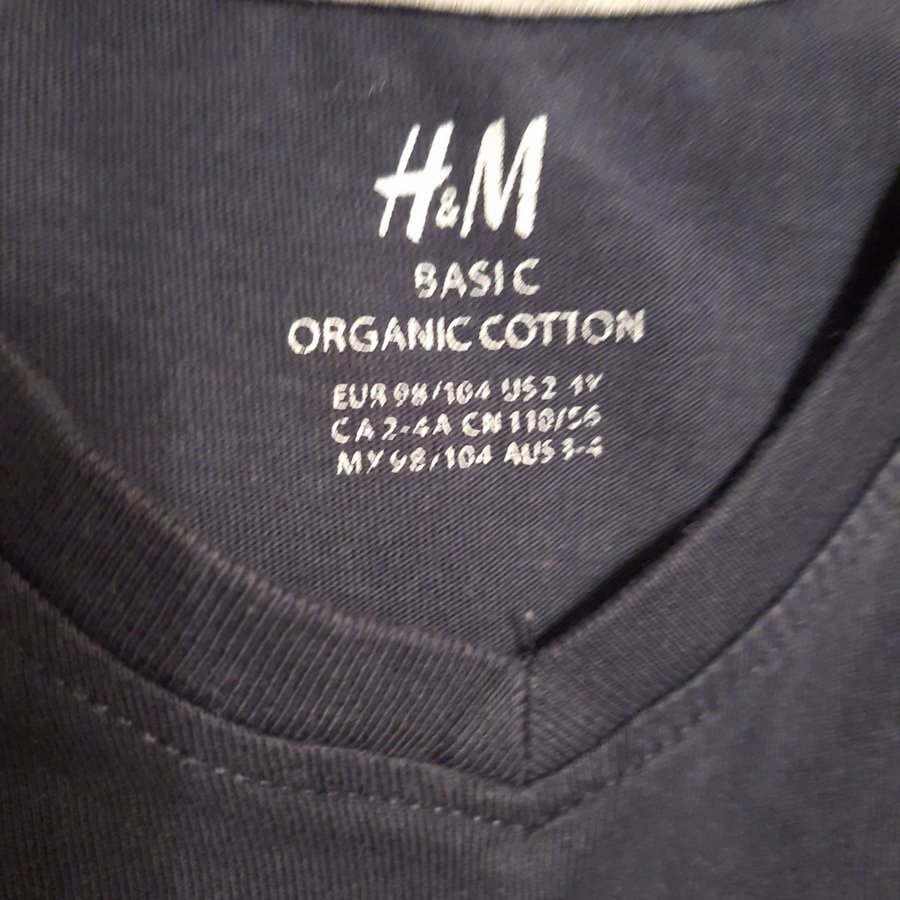 H&M
BASIC
ORGANIC COTTON
EUR 98/104 US 2-4Y
CA 2-4A CN 110/56
MY 98/104 AUS 3-4